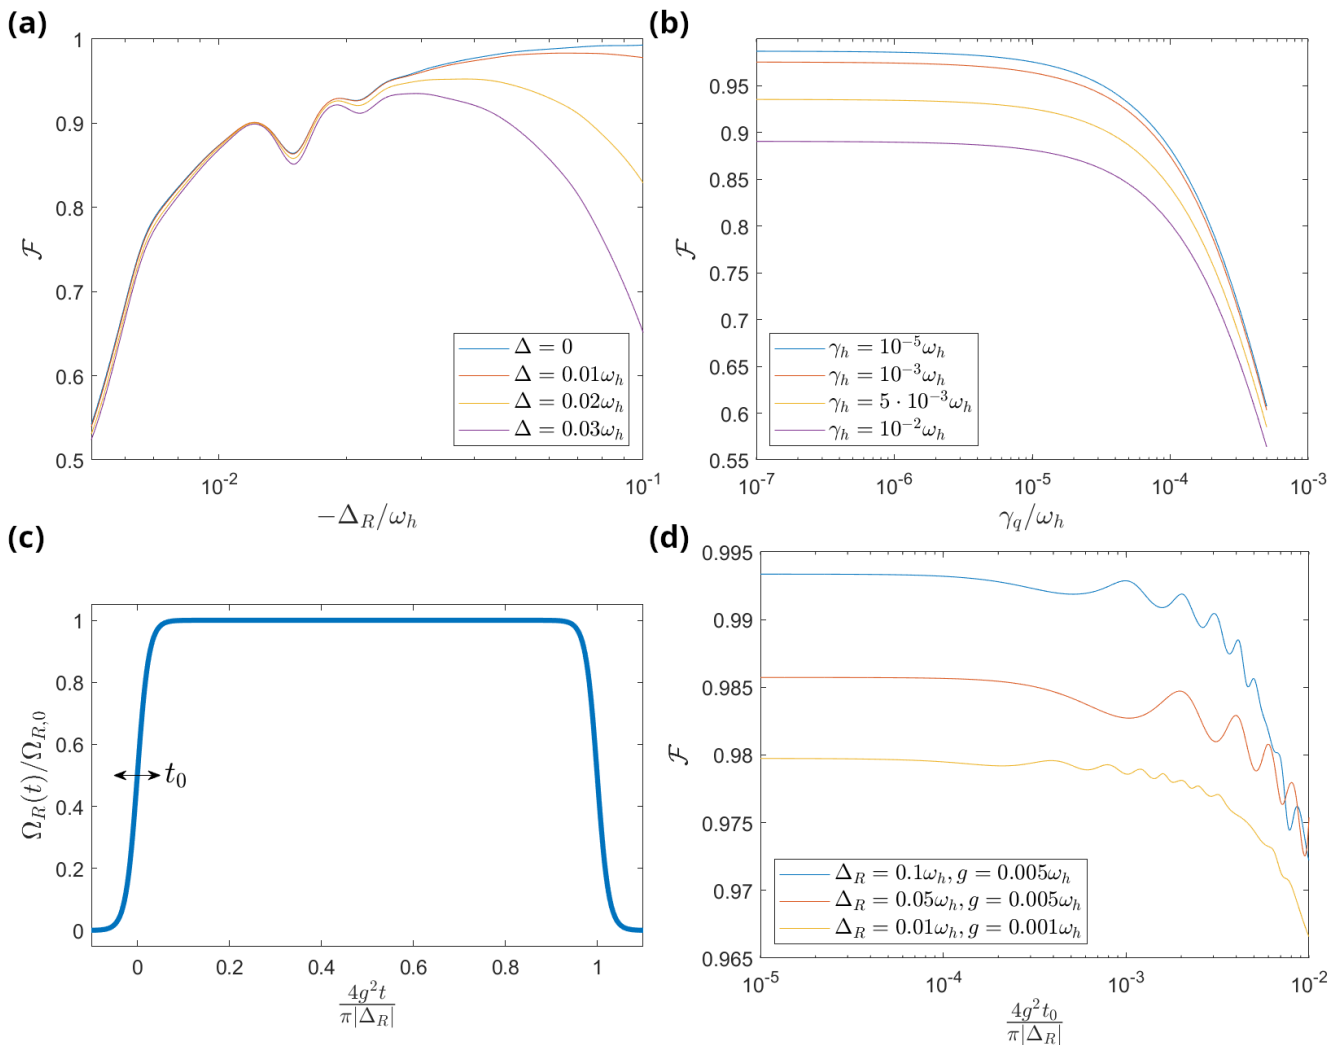 (a)
1
0.9
0.8
0.7
0.6
0.5
ℱ
Δ = 0
Δ = 0.01ω_h
Δ = 0.02ω_h
Δ = 0.03ω_h
10^-2
10^-1
−Δ_R/ω_h
(b)
0.95
0.9
0.85
0.8
0.75
0.7
0.65
0.6
0.55
ℱ
γ_h = 10^-5ω_h
γ_h = 10^-3ω_h
γ_h = 5 · 10^-3ω_h
γ_h = 10^-2ω_h
10^-7
10^-6
10^-5
10^-4
10^-3
γ_q/ω_h
(c)
1
0.8
0.6
0.4
0.2
0
Ω_R(t)/Ω_R,0
t_0
0
0.2
0.4
0.6
0.8
1
4g^2t
π|Δ_R|
(d)
0.995
0.99
0.985
0.98
0.975
0.97
0.965
ℱ
Δ_R = 0.1ω_h, g = 0.005ω_h
Δ_R = 0.05ω_h, g = 0.005ω_h
Δ_R = 0.01ω_h, g = 0.001ω_h
10^-5
10^-4
10^-3
10^-2
4g^2t_0
π|Δ_R|